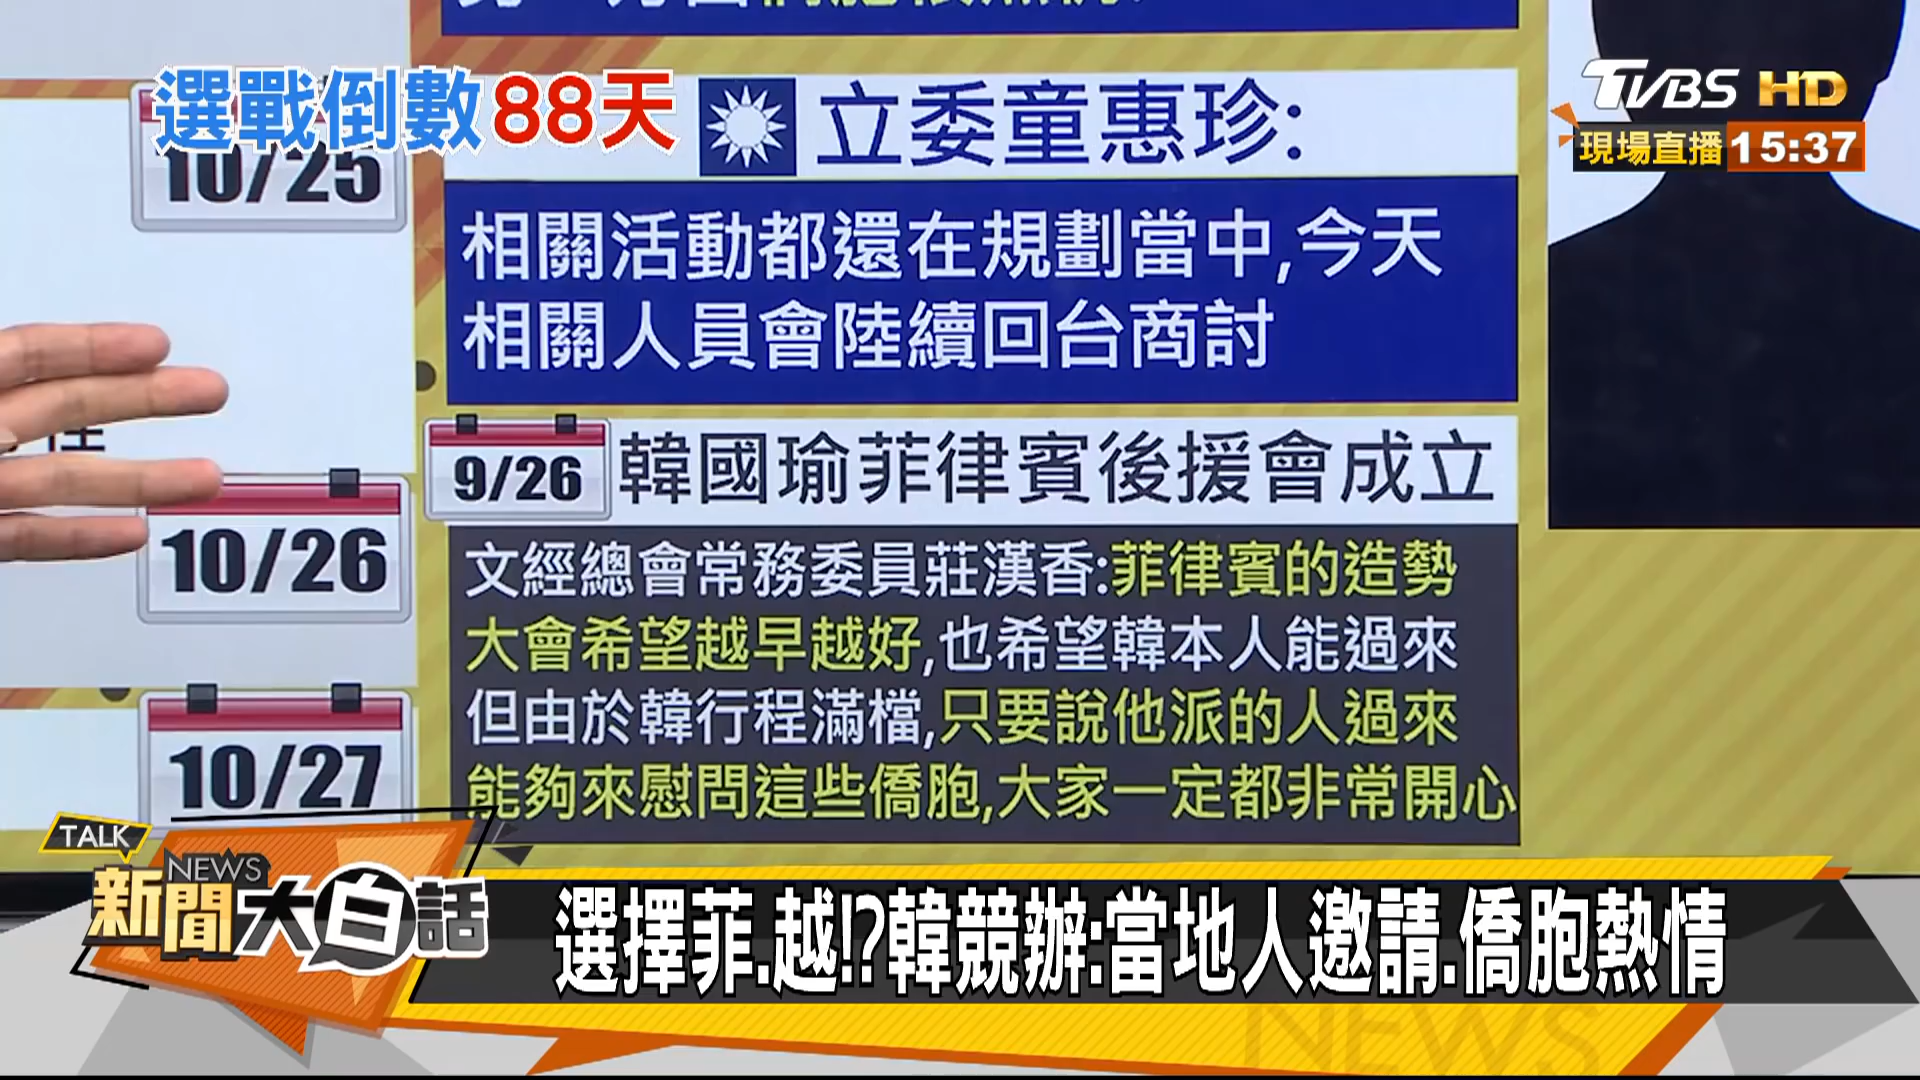 選戰倒數88天
TVBS HD
現場直播 15:37
10/25
立委童惠珍:
相關活動都還在規劃當中,今天
相關人員會陸續回台商討
9/26 韓國瑜菲律賓後援會成立
10/26
文經總會常務委員莊漢香:菲律賓的造勢
大會希望越早越好,也希望韓本人能過來
但由於韓行程滿檔,只要說他派的人過來
能夠來慰問這些僑胞,大家一定都非常開心
10/27
TALK
NEWS
新聞大白話
選擇菲.越!?韓競辦:當地人邀請.僑胞熱情
NEWS